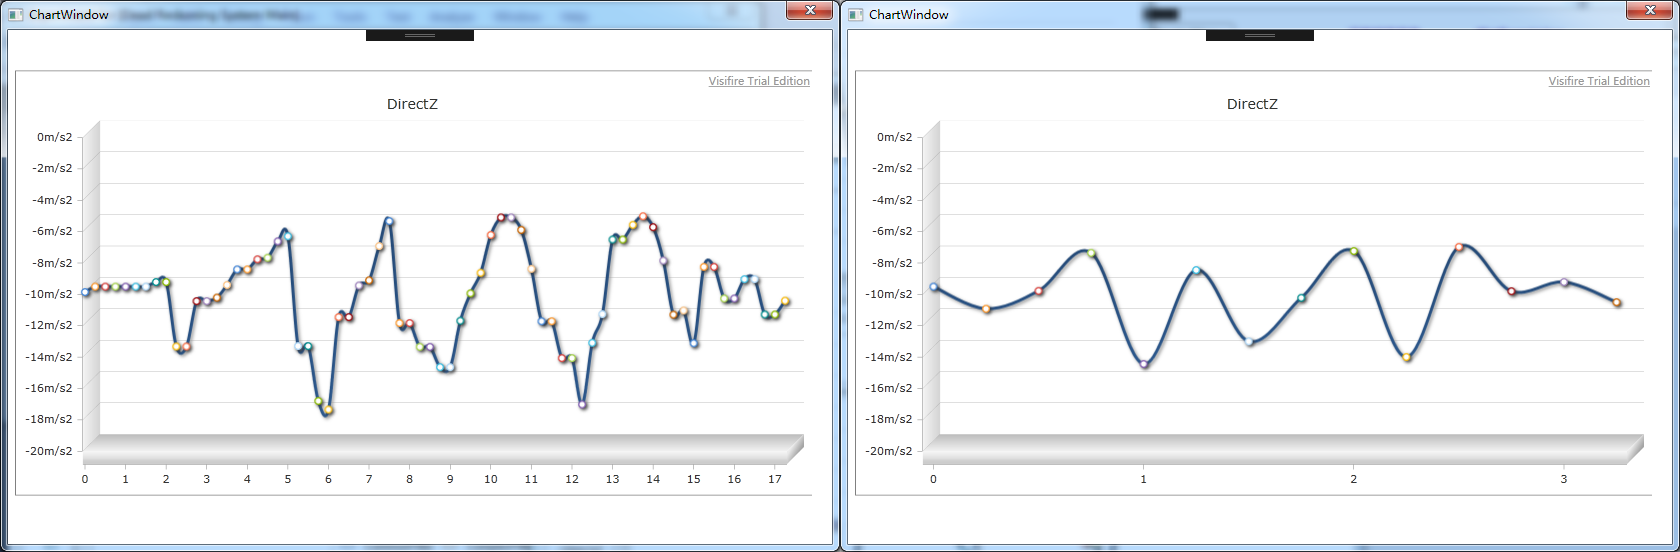 ChartWindow
Visifire Trial Edition
DirectZ
0m/s2
-2m/s2
-4m/s2
-6m/s2
-8m/s2
-10m/s2
-12m/s2
-14m/s2
-16m/s2
-18m/s2
-20m/s2
0 1 2 3 4 5 6 7 8 9 10 11 12 13 14 15 16 17
ChartWindow
Visifire Trial Edition
DirectZ
0m/s2
-2m/s2
-4m/s2
-6m/s2
-8m/s2
-10m/s2
-12m/s2
-14m/s2
-16m/s2
-18m/s2
-20m/s2
0 1 2 3